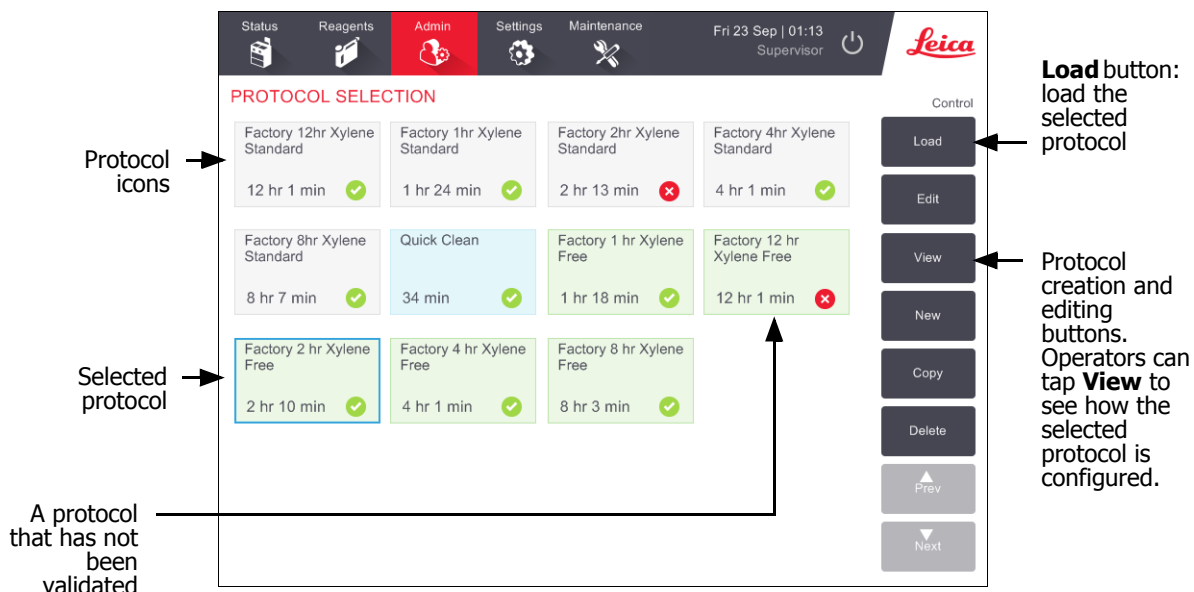 Status
Reagents
Admin
Settings
Maintenance
Fri 23 Sep | 01:13
Supervisor
Leica
PROTOCOL SELECTION
Control
Factory 12hr Xylene
Standard
12 hr 1 min
Factory 1hr Xylene
Standard
1 hr 24 min
Factory 2hr Xylene
Standard
2 hr 13 min
Factory 4hr Xylene
Standard
4 hr 1 min
Factory 8hr Xylene
Standard
8 hr 7 min
Quick Clean
34 min
Factory 1 hr Xylene
Free
1 hr 18 min
Factory 12 hr
Xylene Free
12 hr 1 min
Factory 2 hr Xylene
Free
2 hr 10 min
Factory 4 hr Xylene
Free
4 hr 1 min
Factory 8 hr Xylene
Free
8 hr 3 min
Load
Edit
View
New
Copy
Delete
Prev
Next
Protocol
icons
Selected
protocol
A protocol
that has not
been
validated
Load button:
load the
selected
protocol
Protocol
creation and
editing
buttons.
Operators can
tap View to
see how the
selected
protocol is
configured.